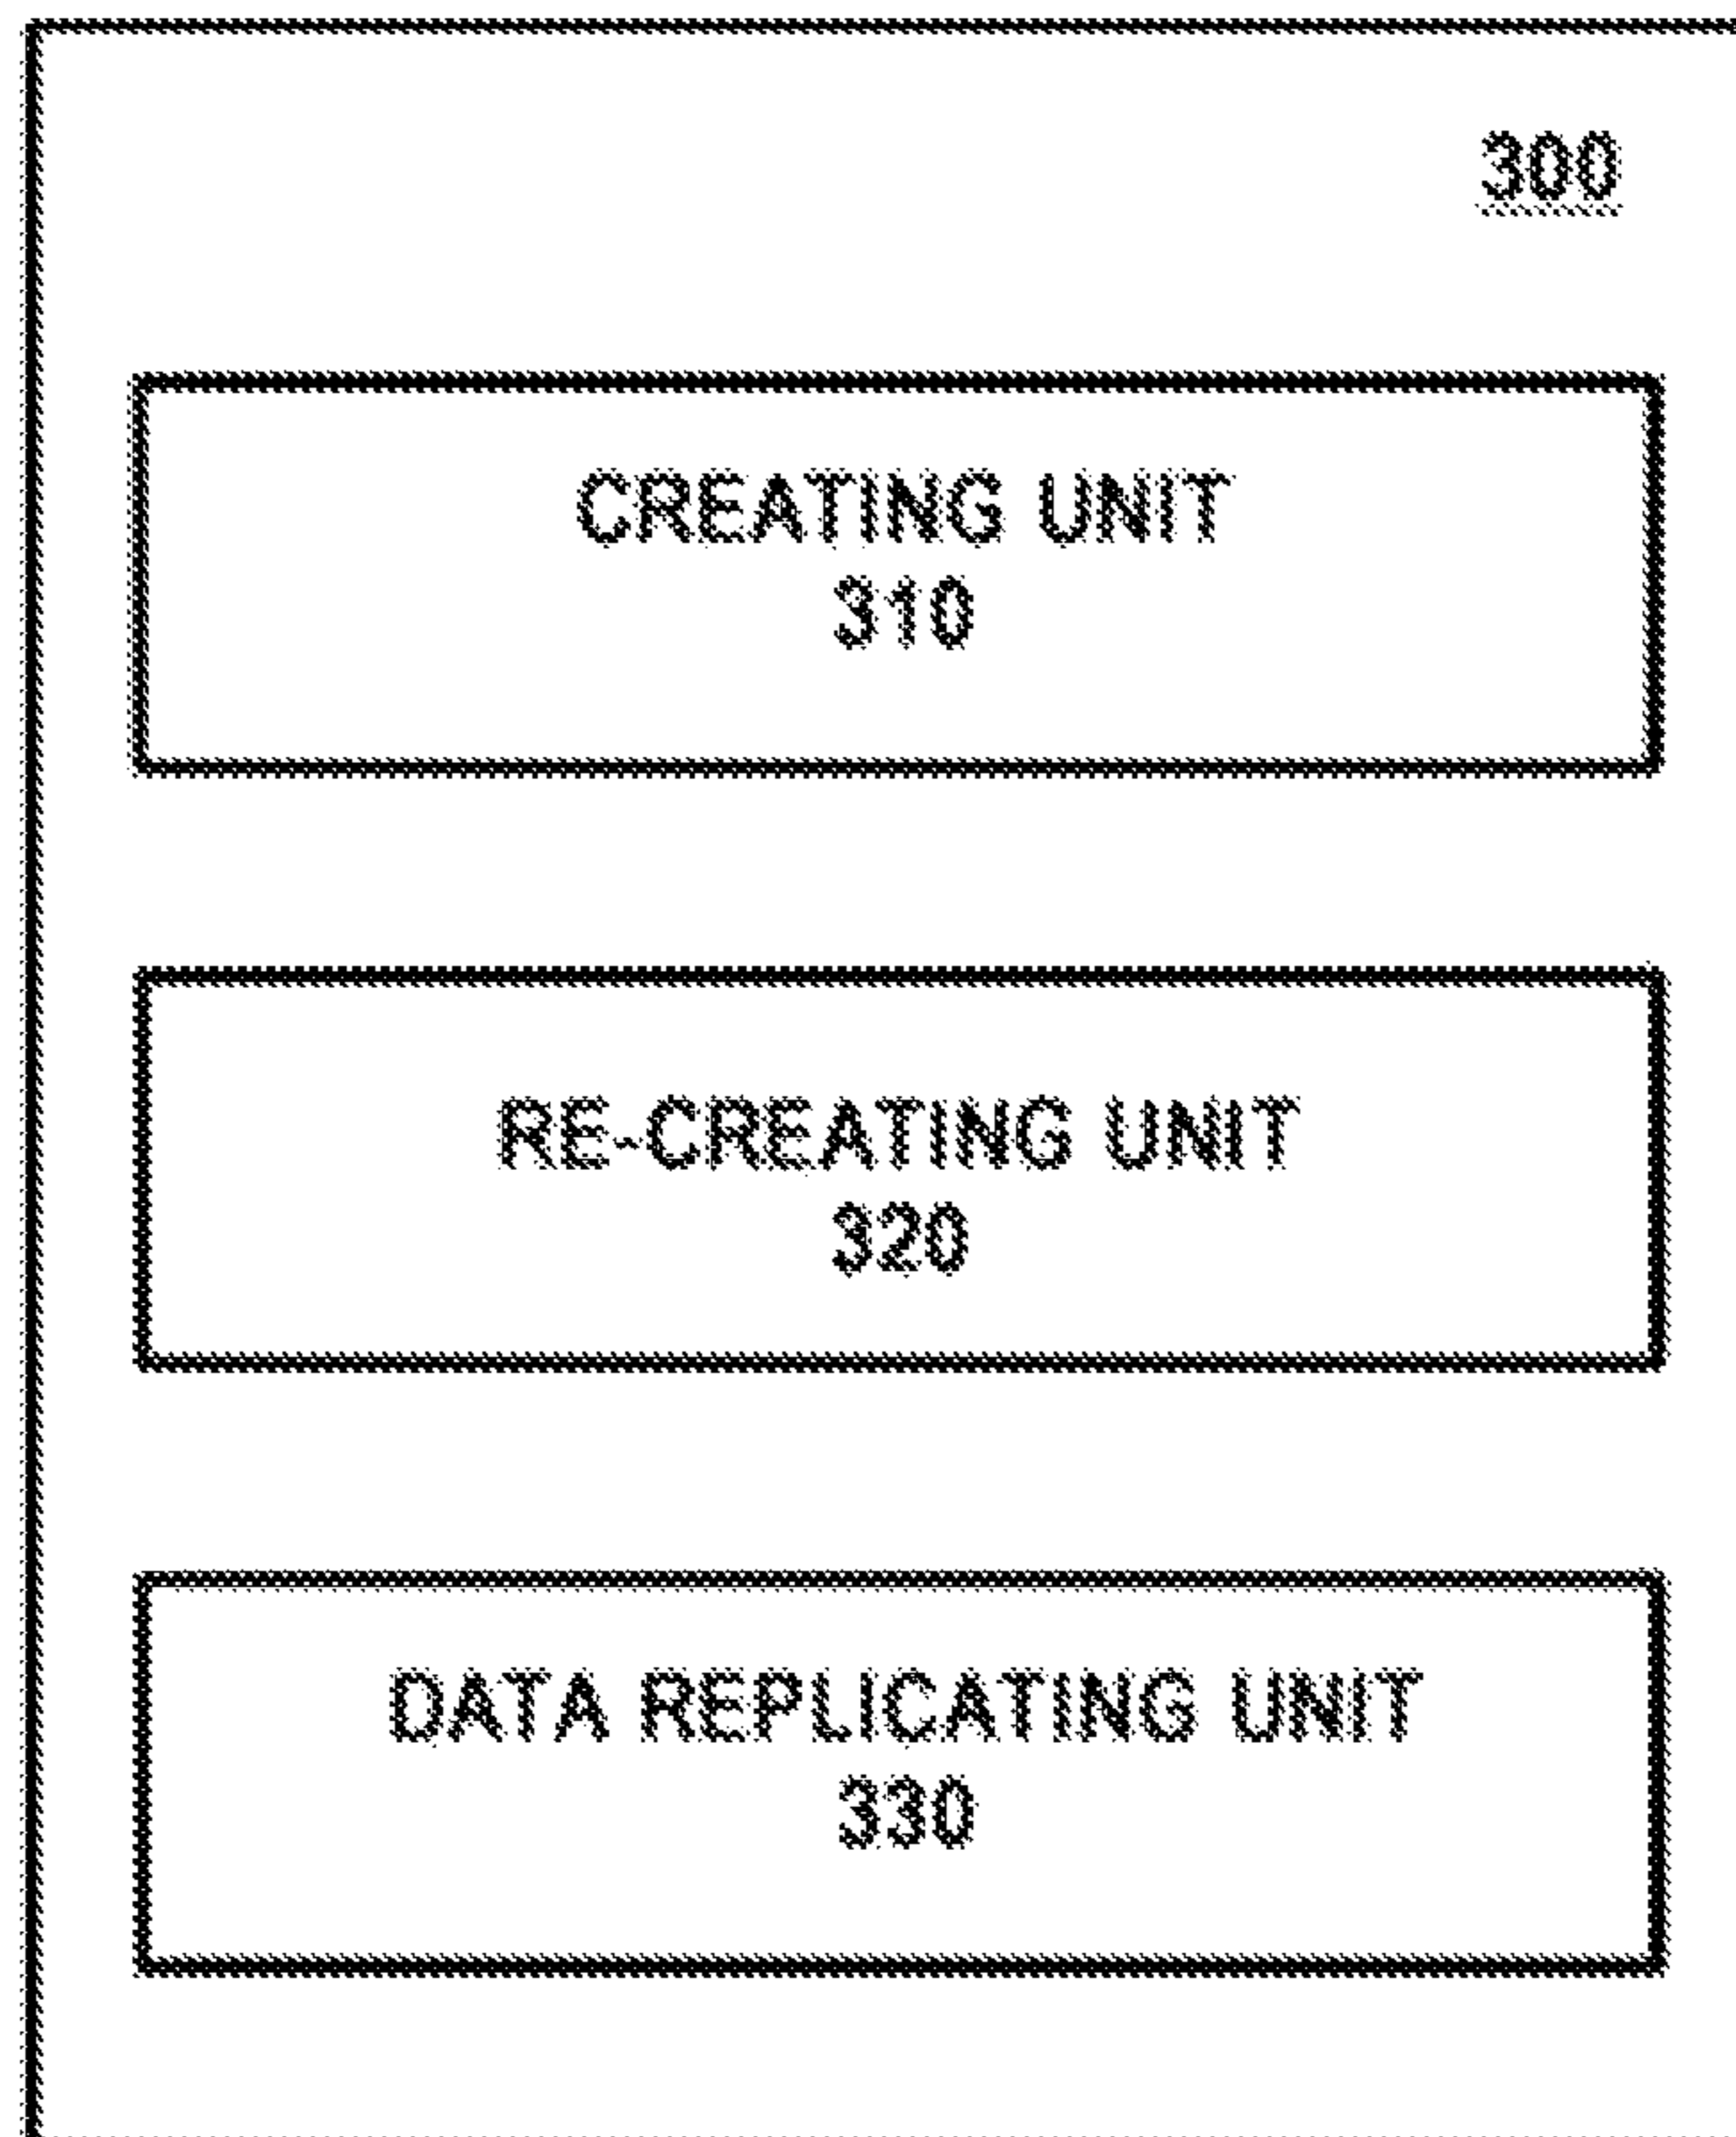 300
CREATING UNIT
310
RE-CREATING UNIT
320
DATA REPLICATING UNIT
330